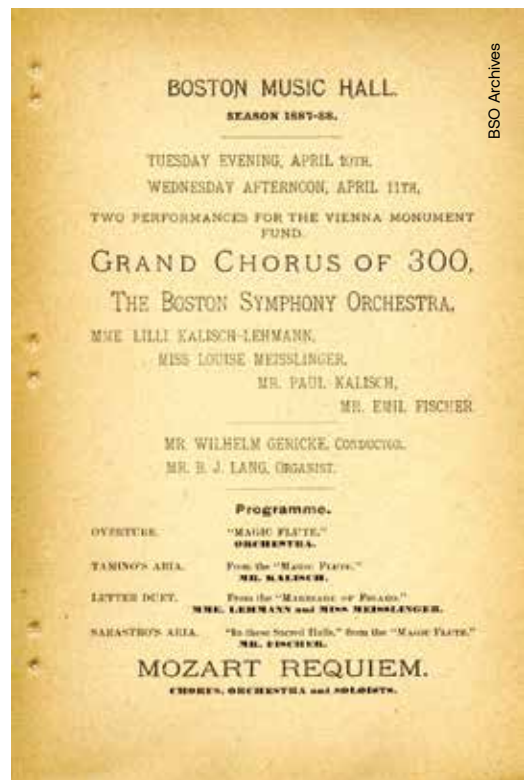 BOSTON MUSIC HALL.
SEASON 1887-88.
TUESDAY EVENING, APRIL 10TH,
WEDNESDAY AFTERNOON, APRIL 11TH,
TWO PERFORMANCES FOR THE VIENNA MONUMENT
FUND.
GRAND CHORUS OF 300,
THE BOSTON SYMPHONY ORCHESTRA,
MME LILLI KALISCH-LEHMANN,
MISS LOUISE MEISSLINGER,
MR. PAUL KALISCH,
MR. EMIL FISCHER.
MR. WILHELM GERICKE, CONDUCTOR.
MR. B. J. LANG, ORGANIST.
Programme.
OVERTURE. "MAGIC FLUTE."
ORCHESTRA.
TAMINO'S ARIA. From the "MAGIC FLUTE."
MR. KALISCH.
LETTER DUET. From the "MARRIAGE OF FIGARO."
MME. LEHMANN and MISS MEISSLINGER.
SARASTRO'S ARIA. "In these Sacred Halls," from the "MAGIC FLUTE."
MR. FISCHER.
MOZART REQUIEM.
CHORUS, ORCHESTRA and SOLOISTS.
BSO Archives